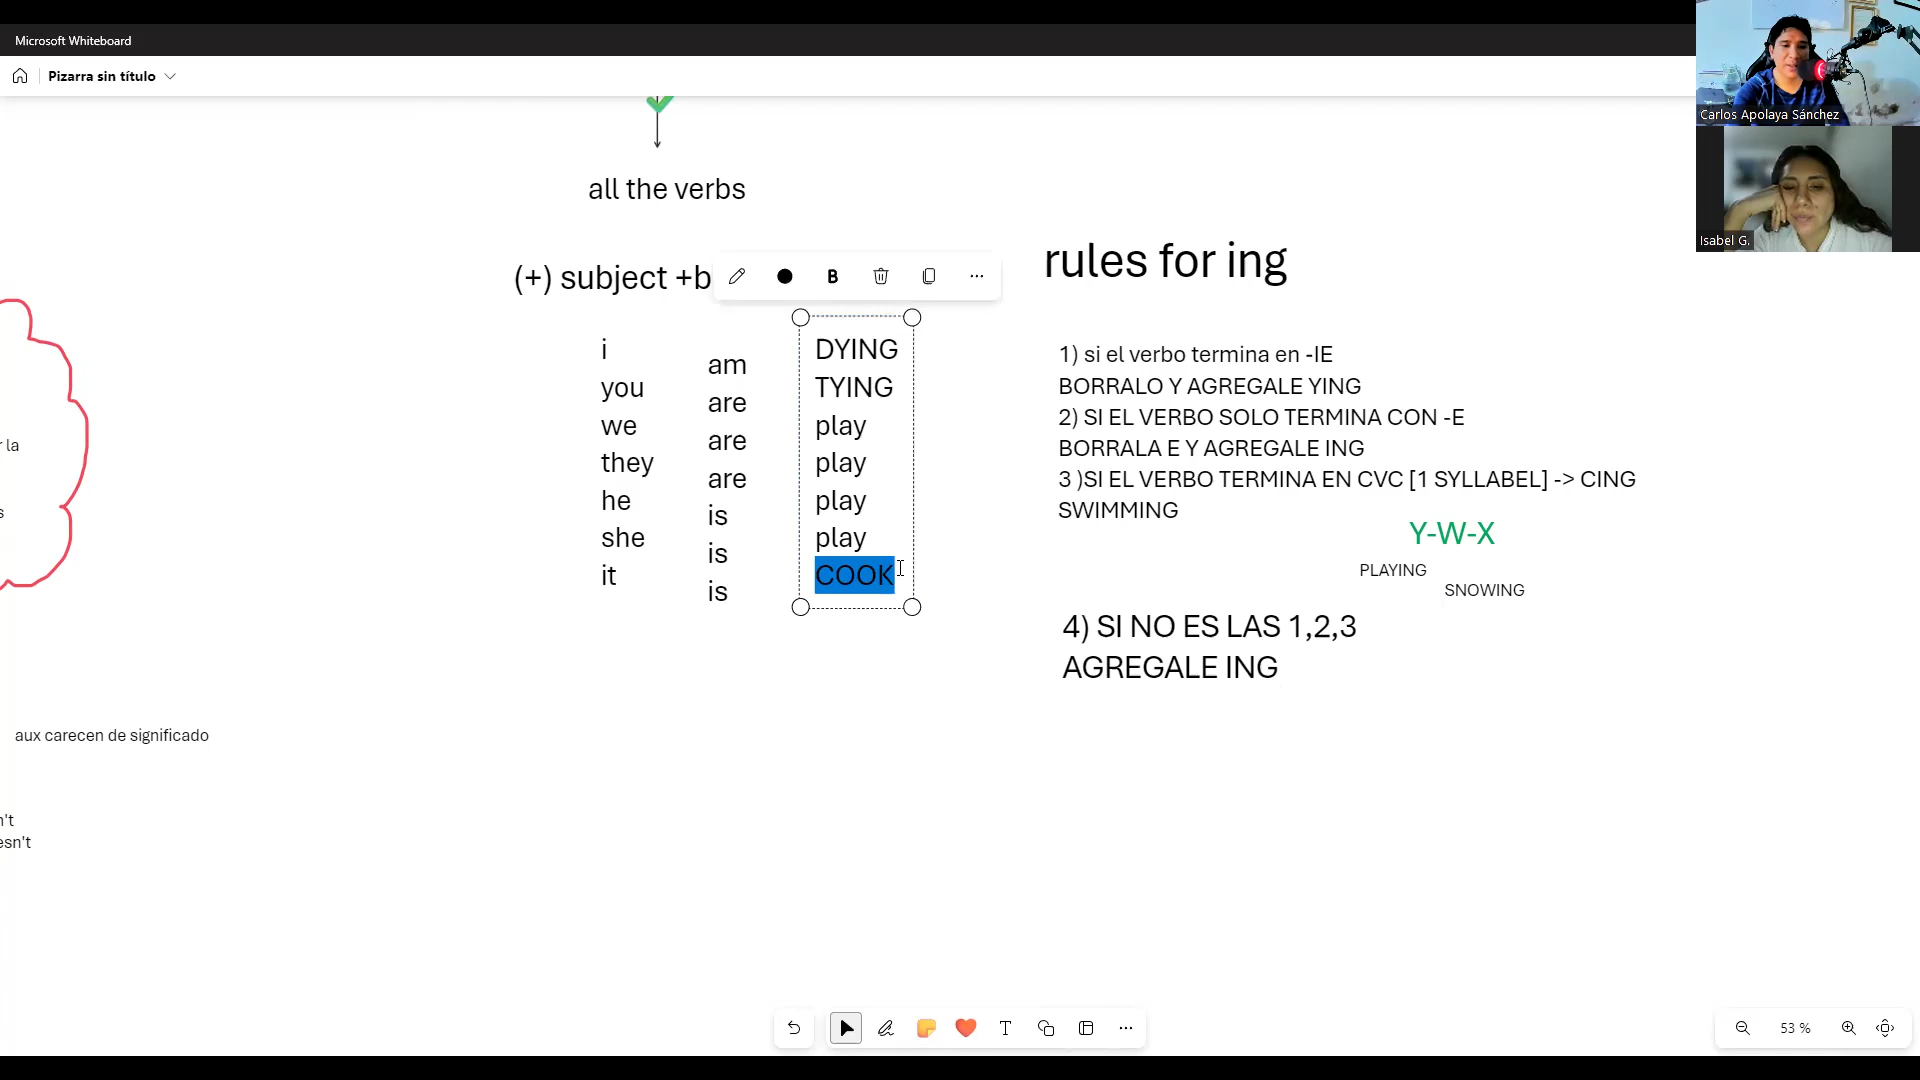 Microsoft Whiteboard
Pizarra sin título
Carlos Apolaya Sánchez
Isabel G.
all the verbs
(+) subject +b
rules for ing
i
you
we
they
he
she
it
am
are
are
are
is
is
is
DYING
TYING
play
play
play
play
COOK
1) si el verbo termina en -IE
BORRALO Y AGREGALE YING
2) SI EL VERBO SOLO TERMINA CON -E
BORRALA E Y AGREGALE ING
3 )SI EL VERBO TERMINA EN CVC [1 SYLLABEL] -> CING
SWIMMING
Y-W-X
PLAYING
SNOWING
4) SI NO ES LAS 1,2,3
AGREGALE ING
la
s
aux carecen de significado
n't
esn't
53 %